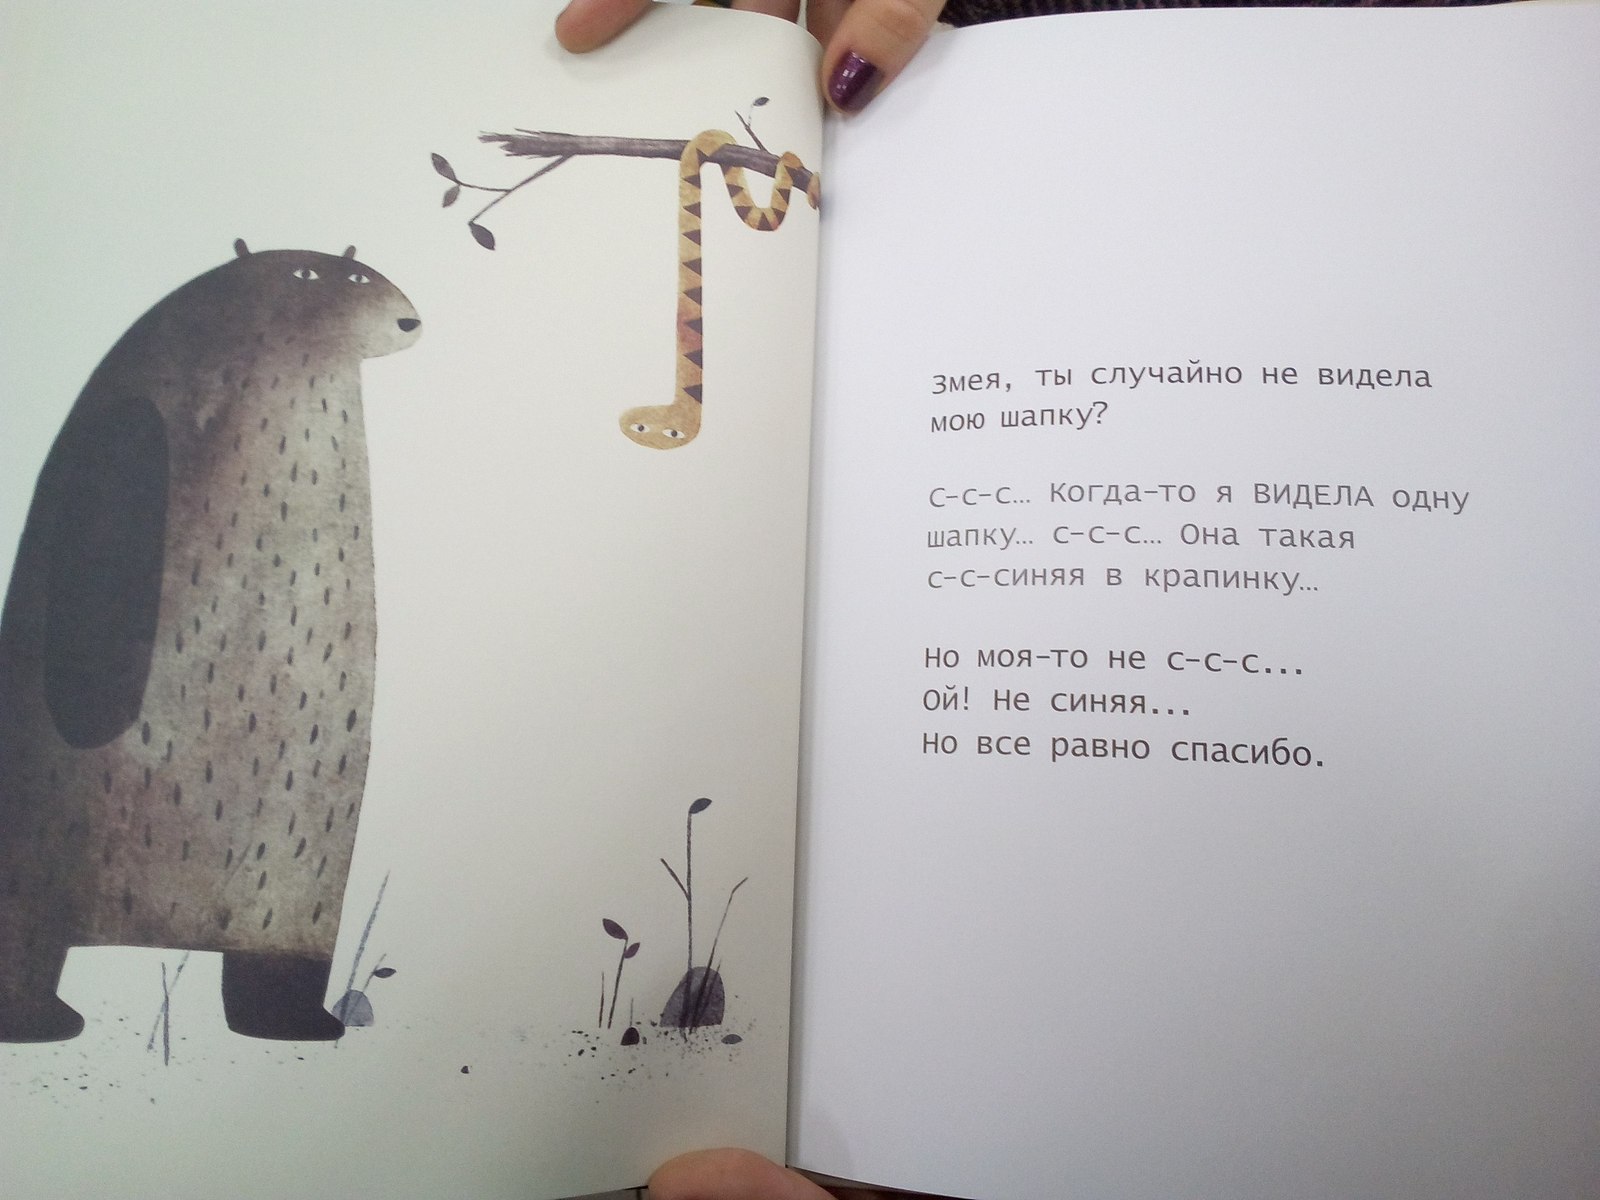 Змея, ты случайно не видела
мою шапку?
С-с-с… Когда-то я ВИДЕЛА одну
шапку… с-с-с… Она такая
с-с-синяя в крапинку…
Но моя-то не с-с-с...
Ой! Не синяя...
Но все равно спасибо.